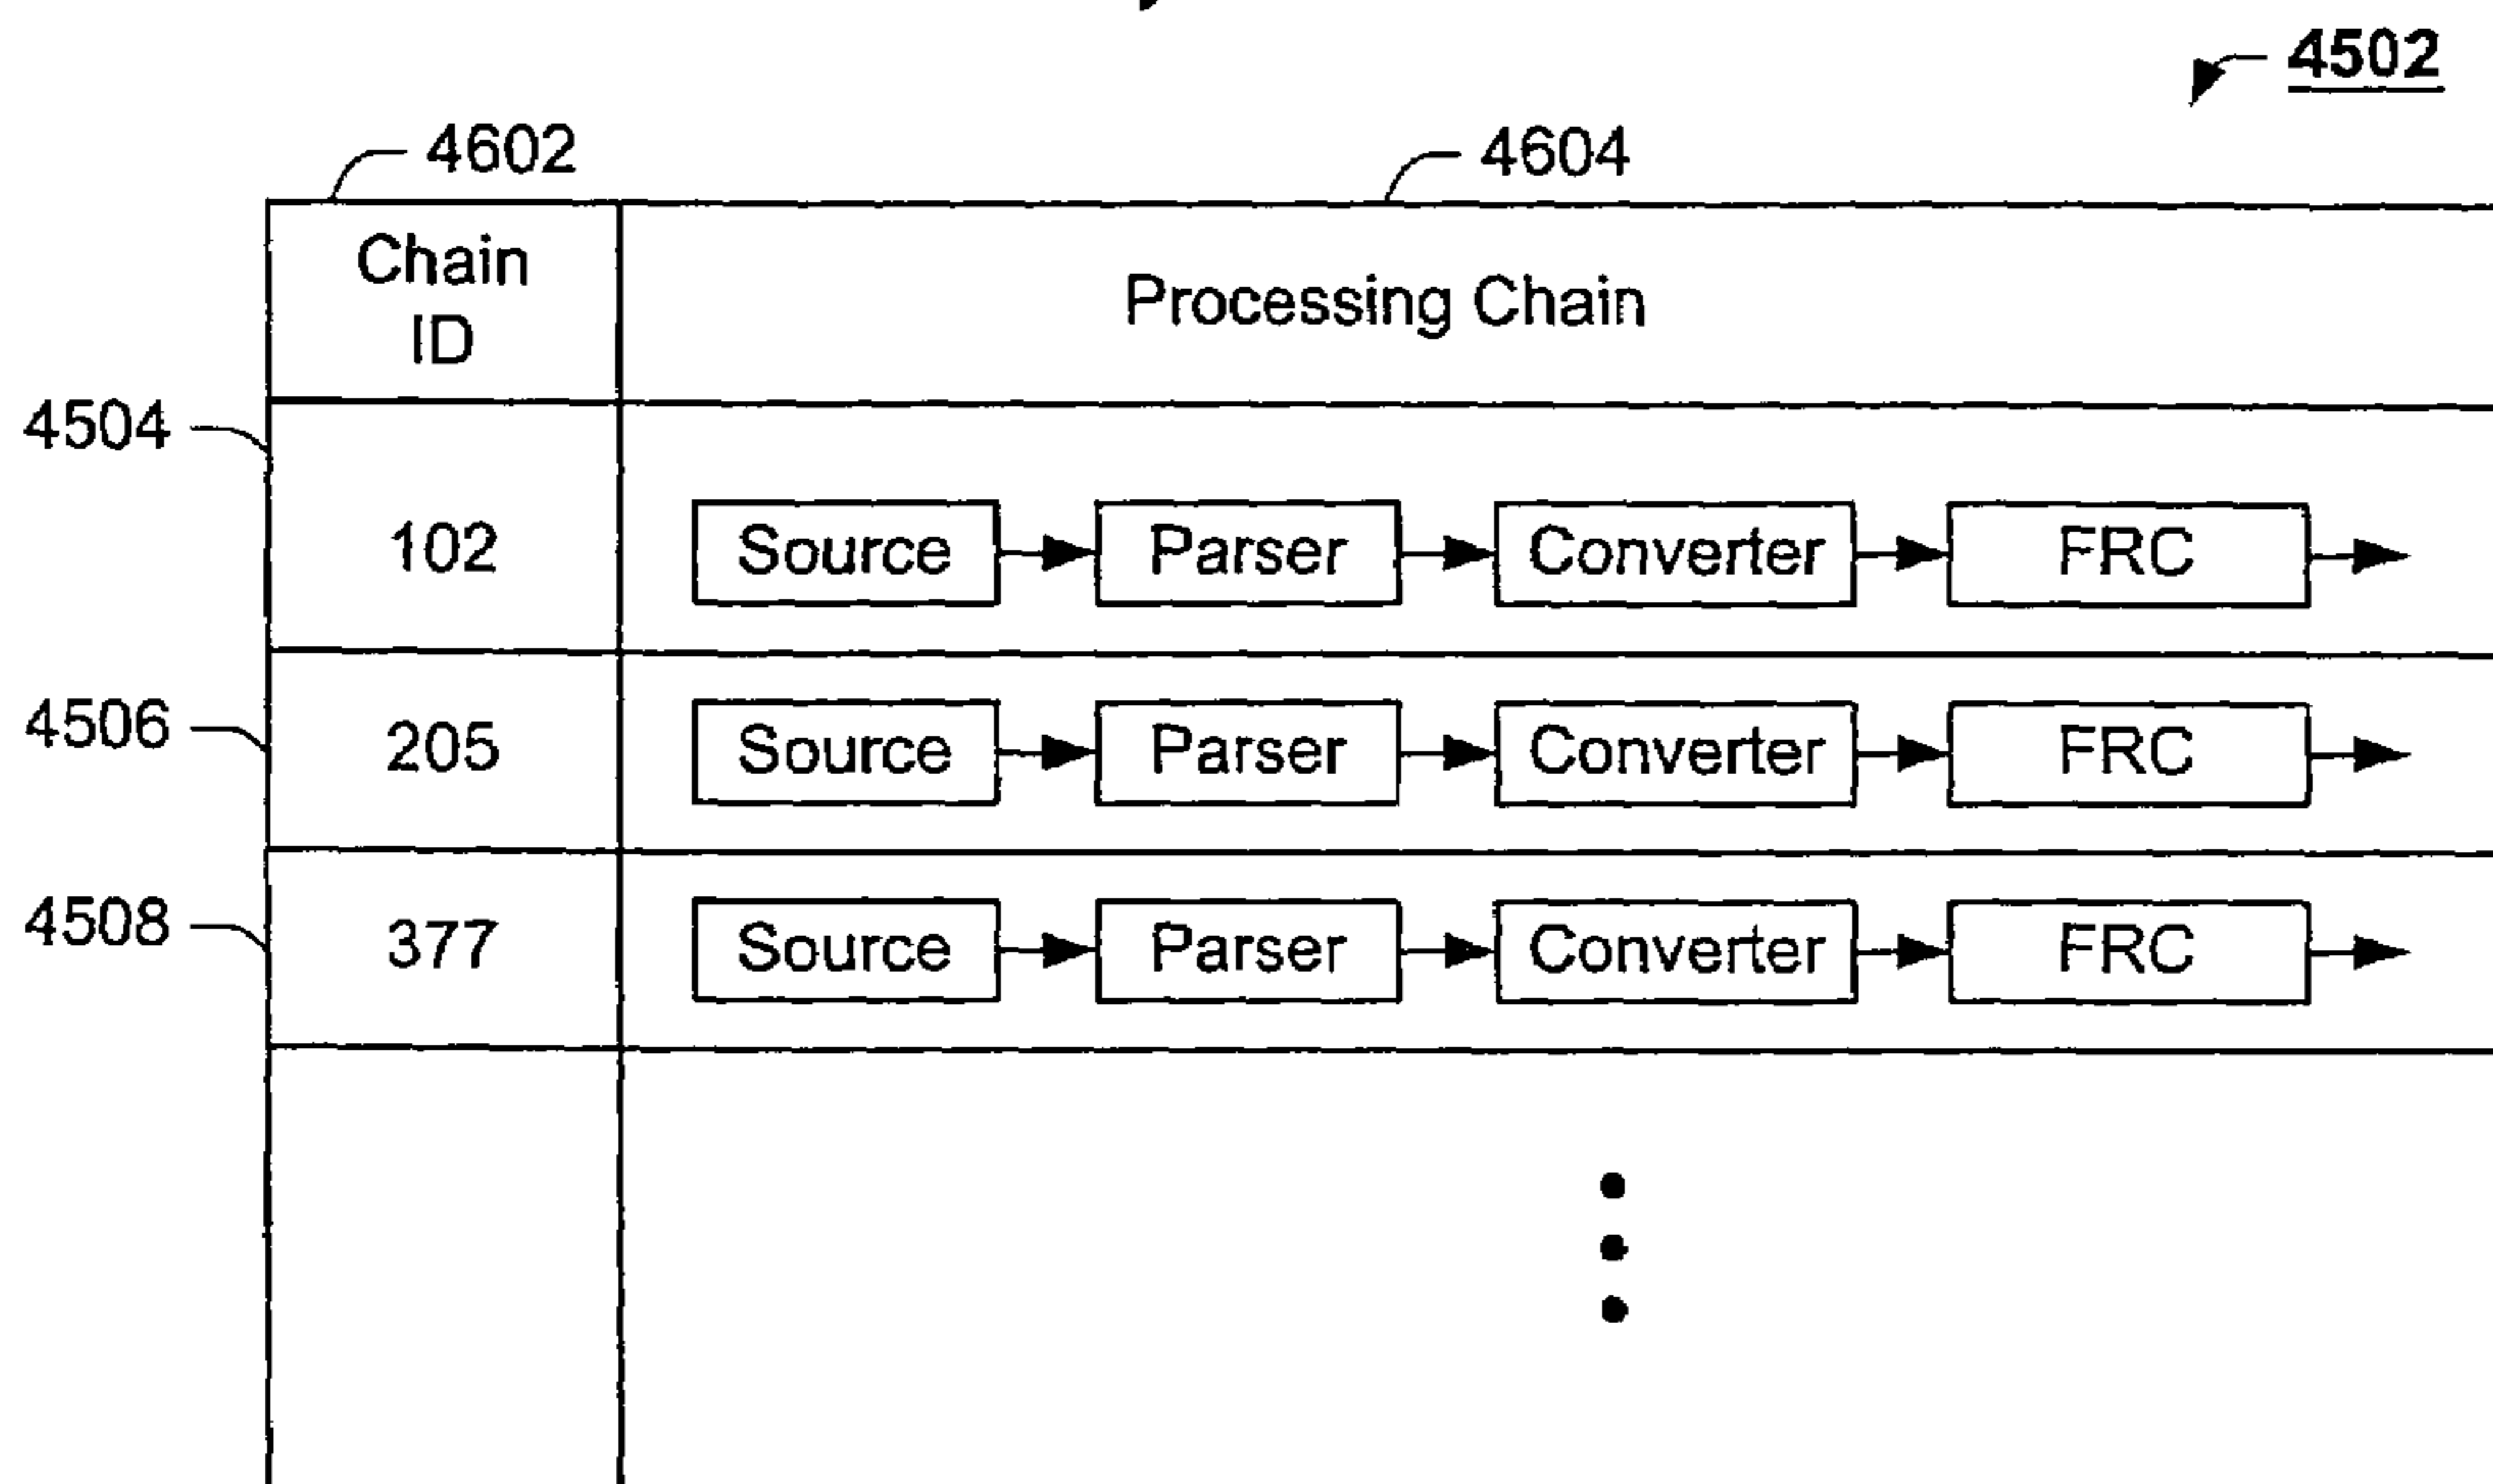 4502
4602
4604
Chain
ID
Processing Chain
4504
102
Source
Parser
Converter
FRC
4506
205
Source
Parser
Converter
FRC
4508
377
Source
Parser
Converter
FRC